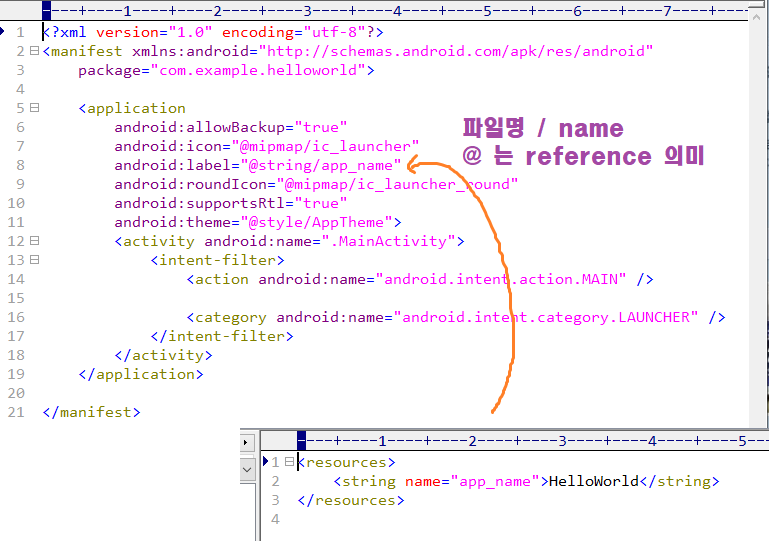 ----+----1----+----2----+----3----+----4----+----5----+----6----+----7----+--
1 <?xml version="1.0" encoding="utf-8"?>
2 <manifest xmlns:android="http://schemas.android.com/apk/res/android"
3     package="com.example.helloworld">
4
5     <application
6         android:allowBackup="true"
7         android:icon="@mipmap/ic_launcher"
8         android:label="@string/app_name"
9         android:roundIcon="@mipmap/ic_launcher_round"
10         android:supportsRtl="true"
11         android:theme="@style/AppTheme">
12         <activity android:name=".MainActivity">
13             <intent-filter>
14                 <action android:name="android.intent.action.MAIN" />
15
16                 <category android:name="android.intent.category.LAUNCHER" />
17             </intent-filter>
18         </activity>
19     </application>
20
21 </manifest>
파일명 / name
@ 는 reference 의미
----+----1----+----2----+----3----+----4----+----5--
1 <resources>
2     <string name="app_name">HelloWorld</string>
3 </resources>
4